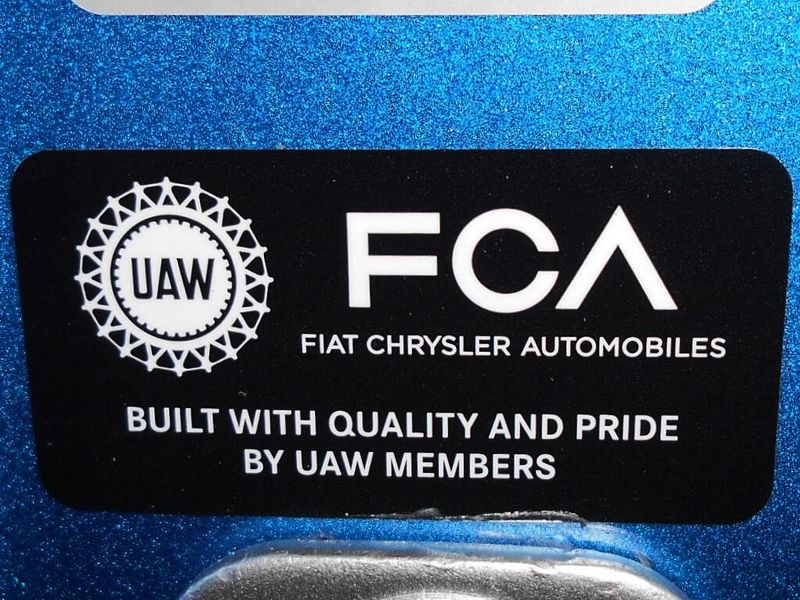 UAW
FCA
FIAT CHRYSLER AUTOMOBILES
BUILT WITH QUALITY AND PRIDE
BY UAW MEMBERS